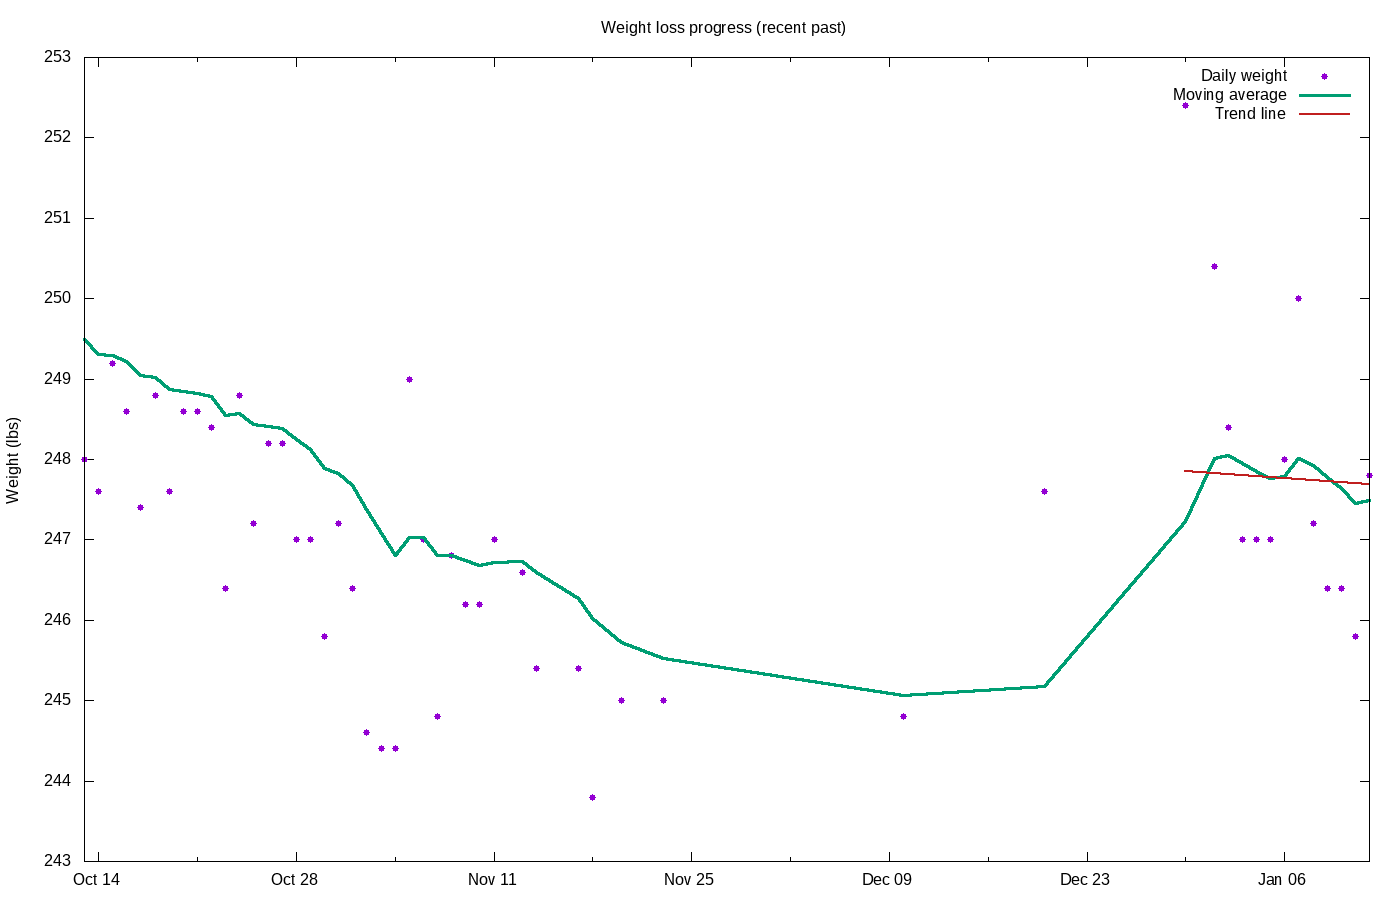 Weight loss progress (recent past)
253
252
251
250
249
248
247
246
245
244
243
Weight (lbs)
Daily weight
Moving average
Trend line
Oct 14
Oct 28
Nov 11
Nov 25
Dec 09
Dec 23
Jan 06